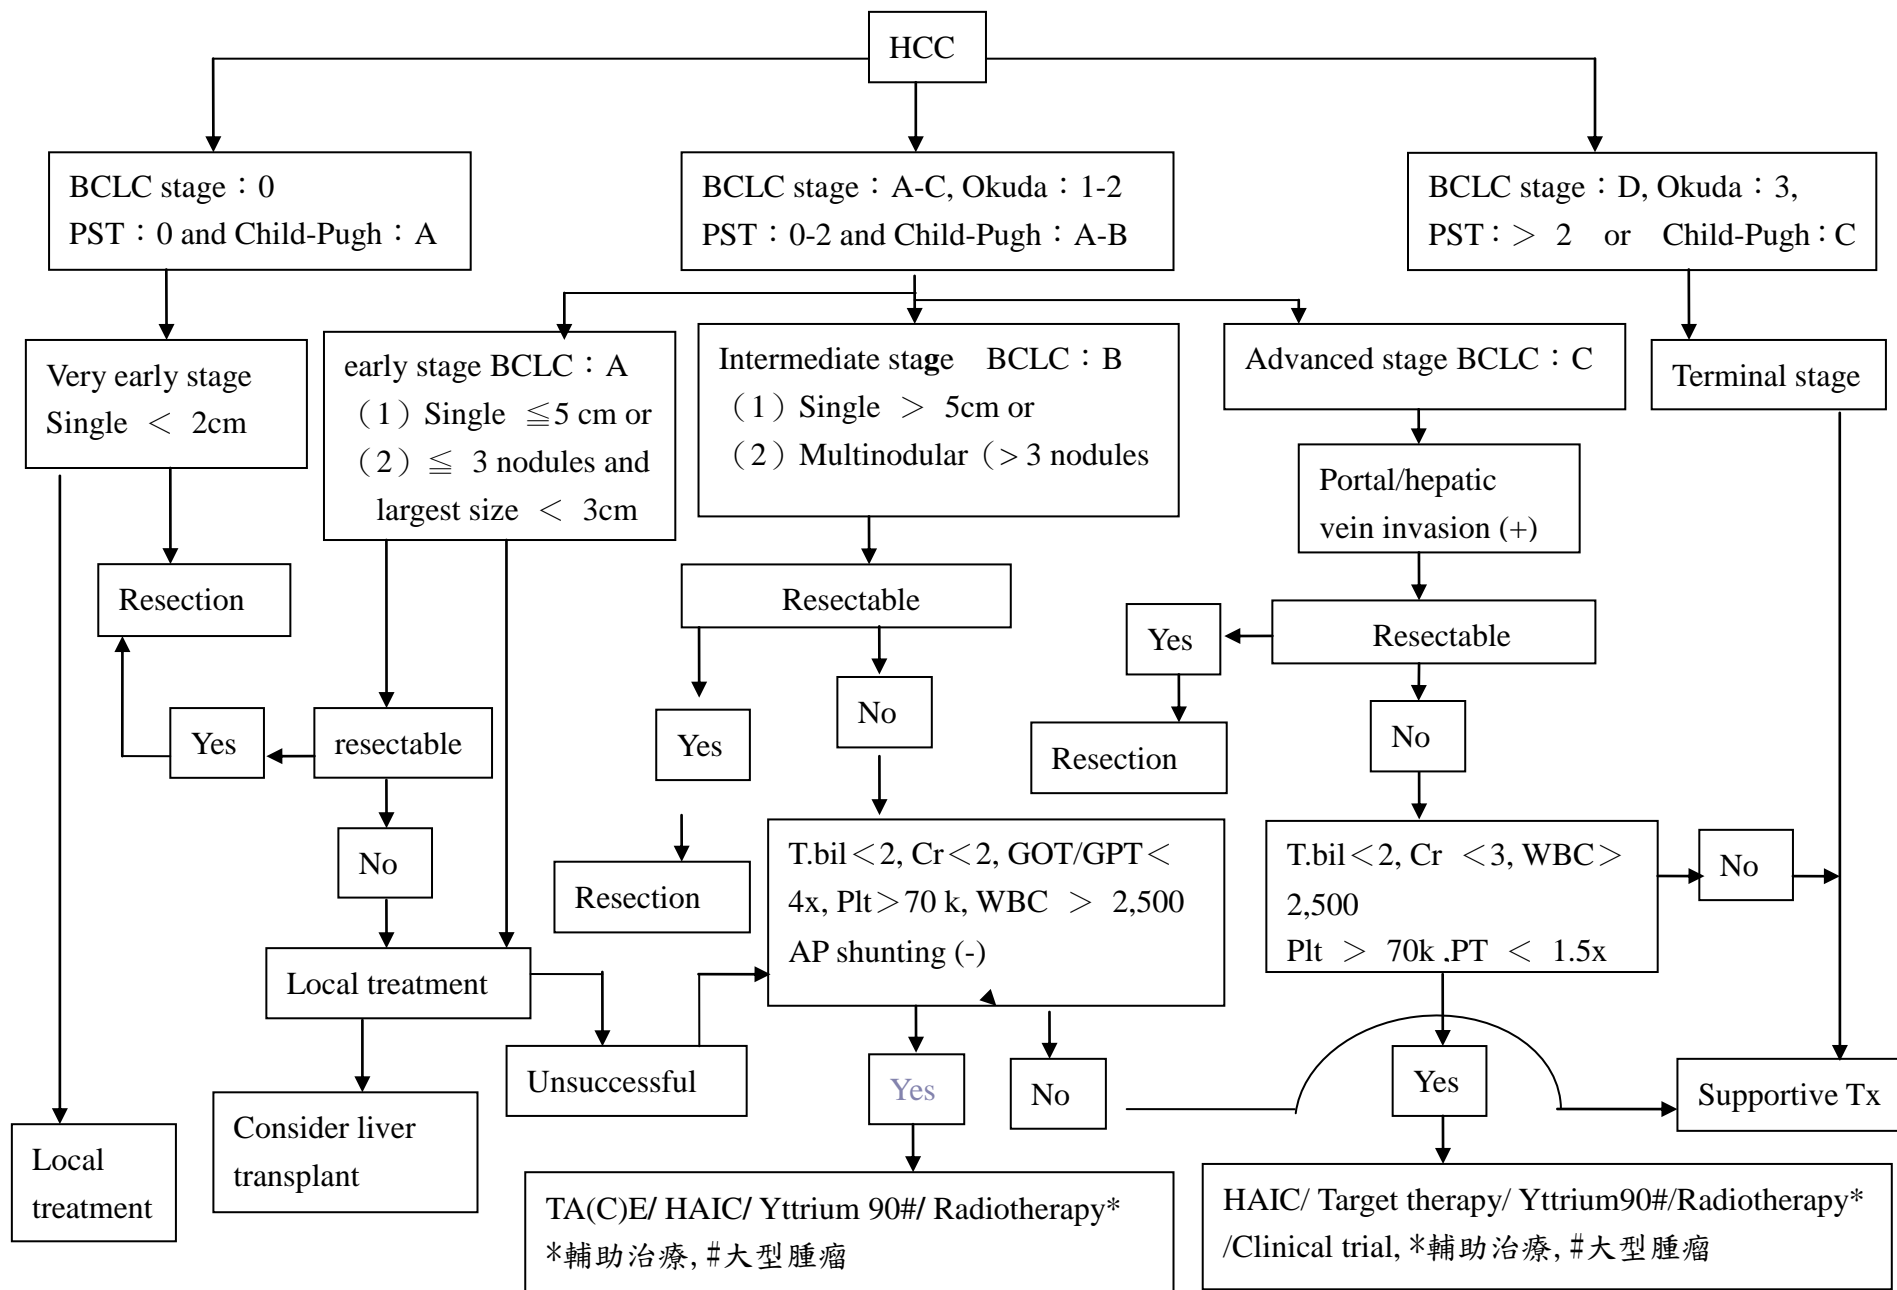 HCC
BCLC stage：0
PST：0 and Child-Pugh：A
BCLC stage：A-C, Okuda：1-2
PST：0-2 and Child-Pugh：A-B
BCLC stage：D, Okuda：3,
PST：＞ 2 or Child-Pugh：C
Very early stage
Single ＜ 2cm
early stage BCLC：A
（1）Single ≦5 cm or
（2）≦ 3 nodules and
largest size ＜ 3cm
Intermediate stage BCLC：B
（1）Single ＞ 5cm or
（2）Multinodular（＞3 nodules
Advanced stage BCLC：C
Terminal stage
Portal/hepatic
vein invasion (+)
Resection
Resectable
Yes
Resectable
Yes
resectable
Yes
No
Resection
No
No
Resection
T.bil＜2, Cr＜2, GOT/GPT＜
4x, Plt＞70 k, WBC ＞ 2,500
AP shunting (-)
T.bil＜2, Cr ＜3, WBC＞
2,500
Plt ＞ 70k ,PT ＜ 1.5x
No
Local treatment
Unsuccessful
Yes
No
Yes
Supportive Tx
Local
treatment
Consider liver
transplant
TA(C)E/ HAIC/ Yttrium 90#/ Radiotherapy*
*輔助治療, #大型腫瘤
HAIC/ Target therapy/ Yttrium90#/Radiotherapy*
/Clinical trial, *輔助治療, #大型腫瘤